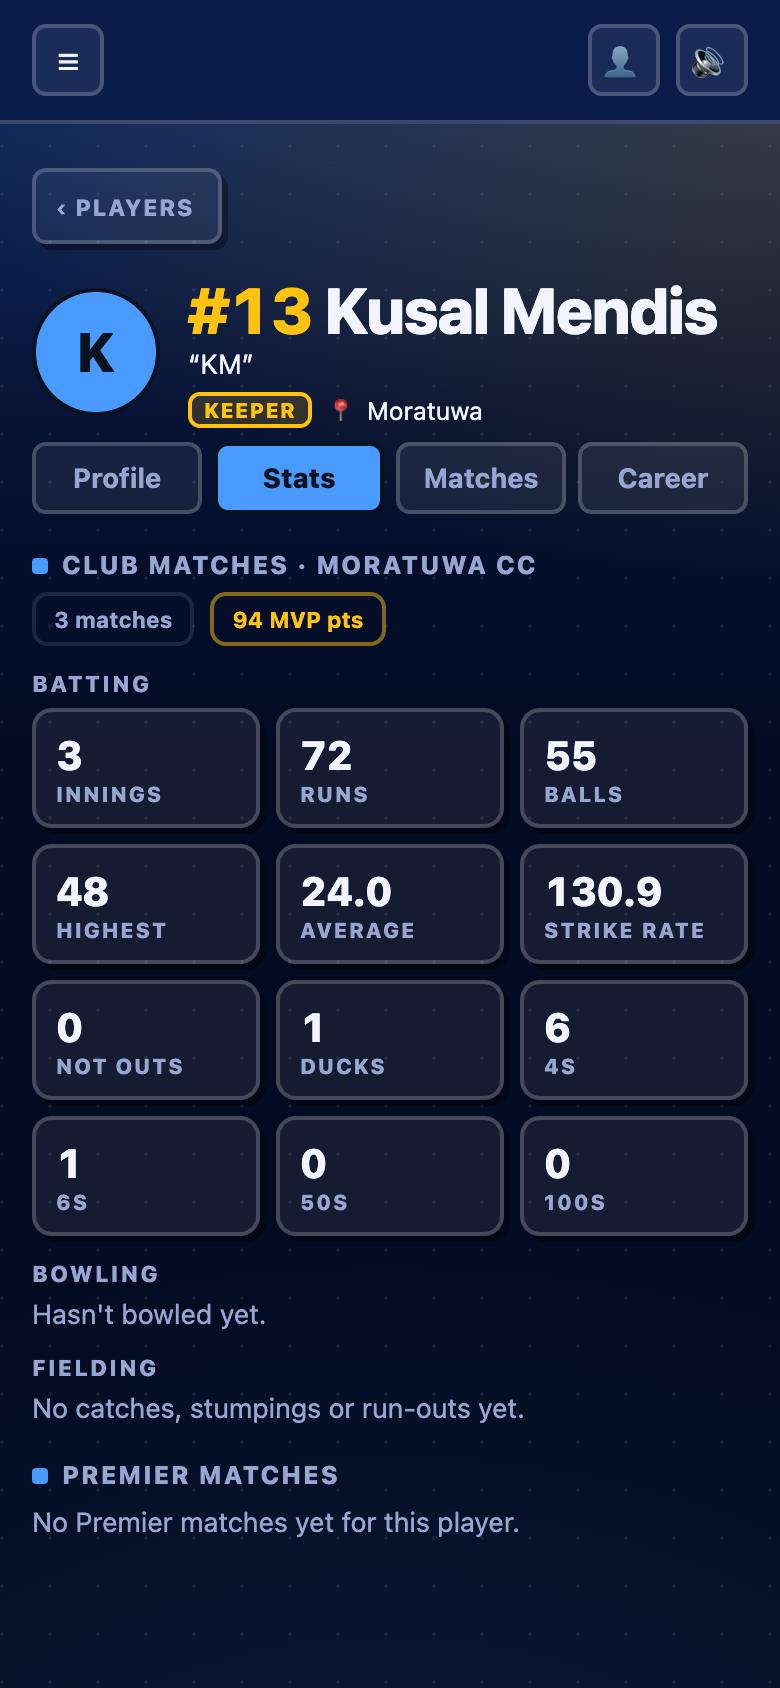 ≡
‹ PLAYERS
K
#13 Kusal Mendis
“KM”
KEEPER 📍 Moratuwa
Profile Stats Matches Career
CLUB MATCHES · MORATUWA CC
3 matches 94 MVP pts
BATTING
3 72 55
INNINGS RUNS BALLS
48 24.0 130.9
HIGHEST AVERAGE STRIKE RATE
0 1 6
NOT OUTS DUCKS 4S
1 0 0
6S 50S 100S
BOWLING
Hasn't bowled yet.
FIELDING
No catches, stumpings or run-outs yet.
PREMIER MATCHES
No Premier matches yet for this player.